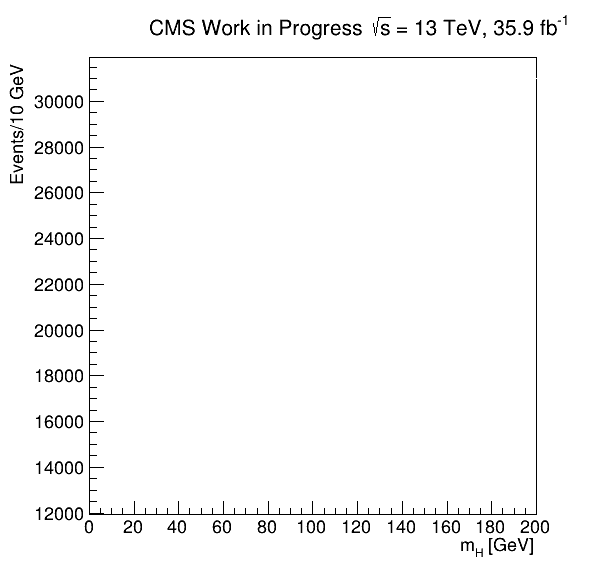 CMS Work in Progress √s = 13 TeV, 35.9 fb⁻¹
Events/10 GeV
30000
28000
26000
24000
22000
20000
18000
16000
14000
12000
0 20 40 60 80 100 120 140 160 180 200
m_H [GeV]